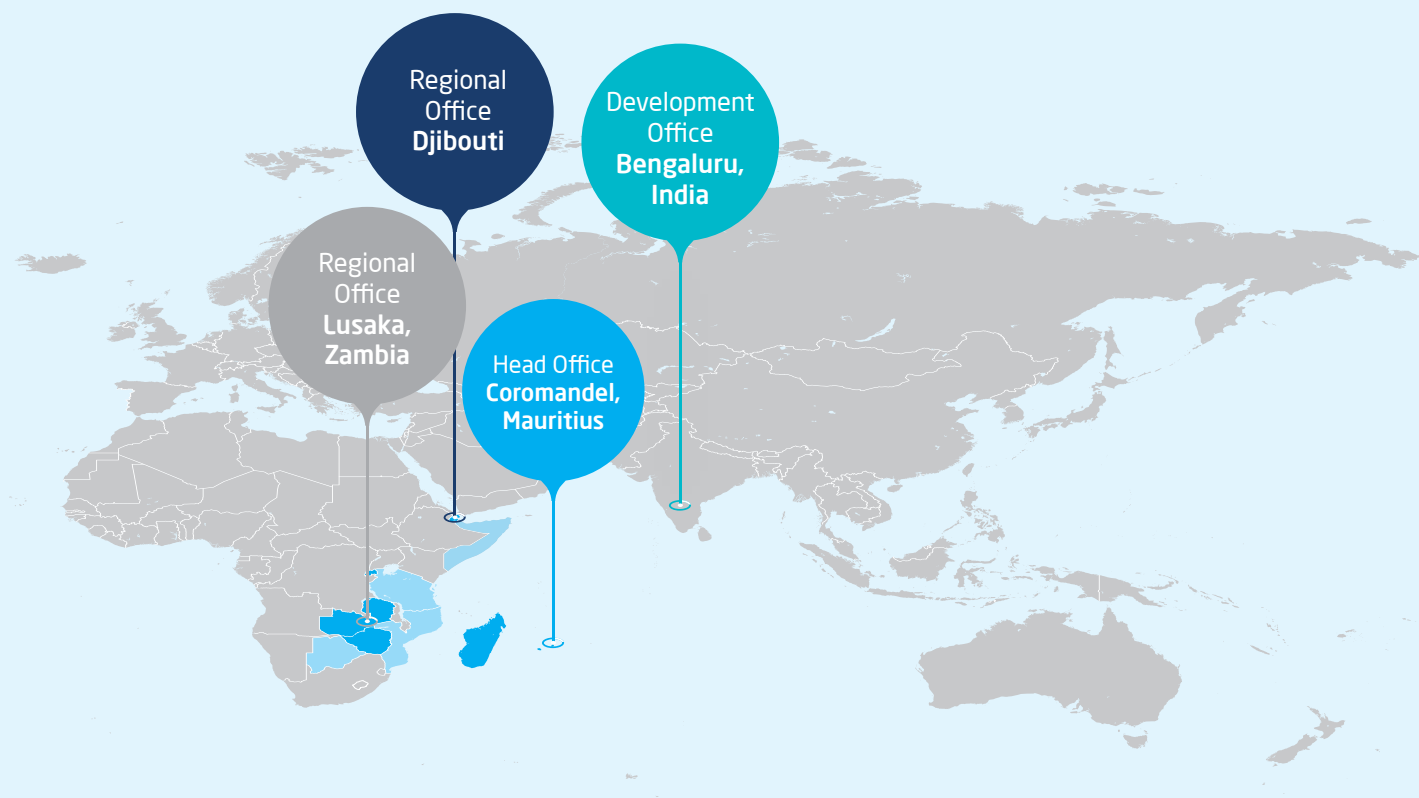 Regional
Office
Djibouti
Development
Office
Bengaluru,
India
Regional
Office
Lusaka,
Zambia
Head Office
Coromandel,
Mauritius